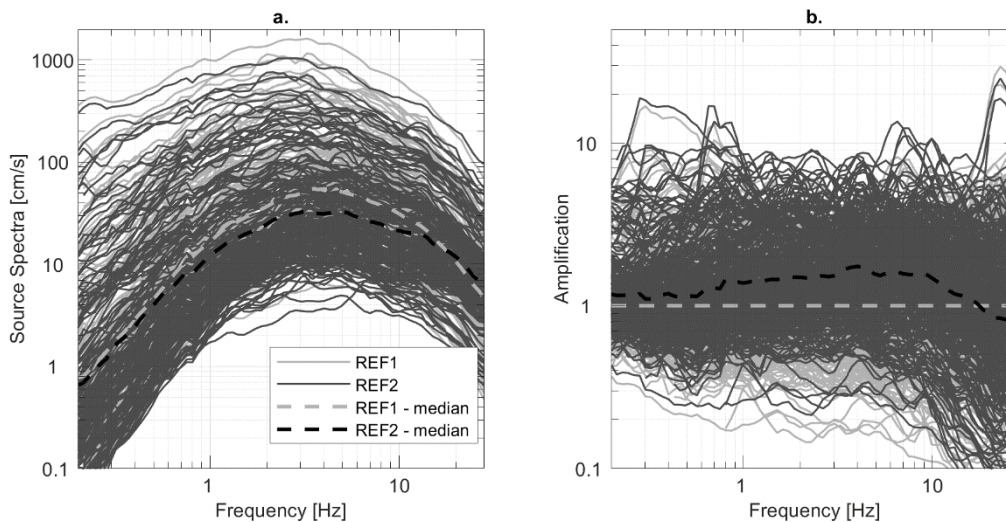 a.
Source Spectra [cm/s]
1000
100
10
1
0.1
1
10
Frequency [Hz]
REF1
REF2
REF1 - median
REF2 - median
b.
Amplification
10
1
0.1
1
10
Frequency [Hz]